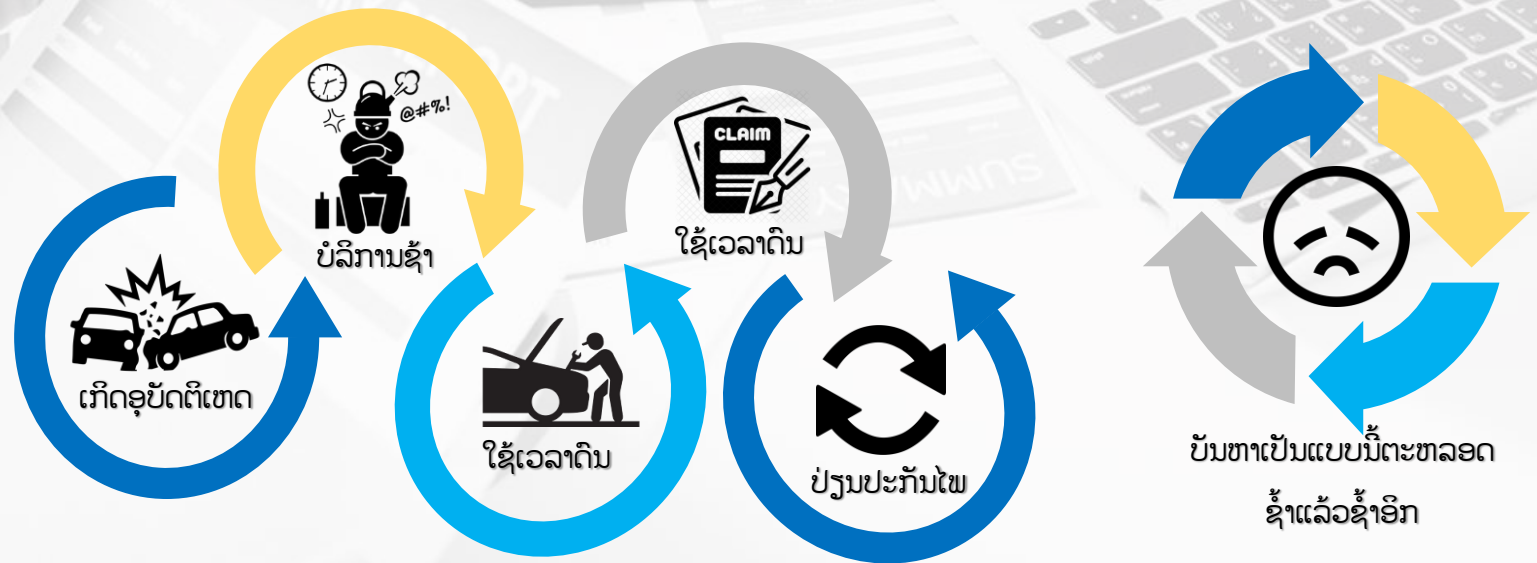 @#%!
ບໍລິການຊ້າ
ເກີດອຸບັດຕິເຫດ
ໃຊ້ເວລາດົນ
CLAIM
ໃຊ້ເວລາດົນ
ປ່ຽນປະກັນໄພ
ບັນຫາເປັນແບບນີ້ຕະຫລອດ
ຊໍ້າແລ້ວຊໍ້າອີກ
SUMMARY